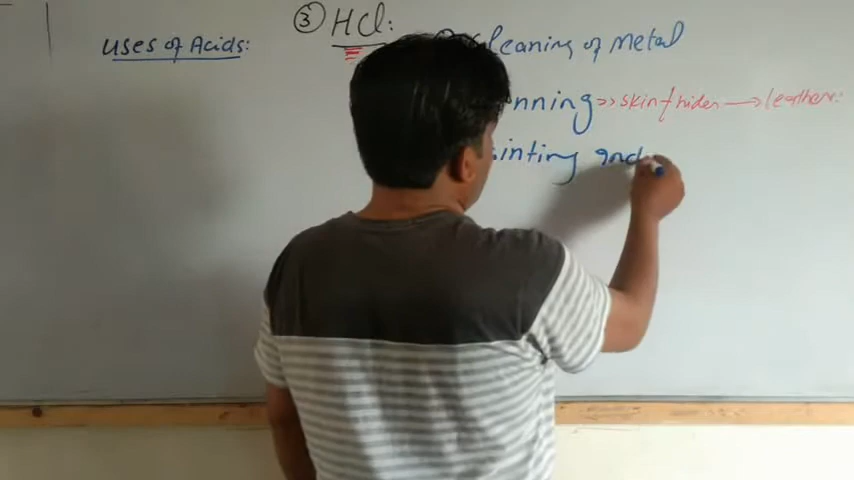 ③ HCl:
uses of Acids:
cleaning of Metal
nning >> skin f hides → leather:
inting and